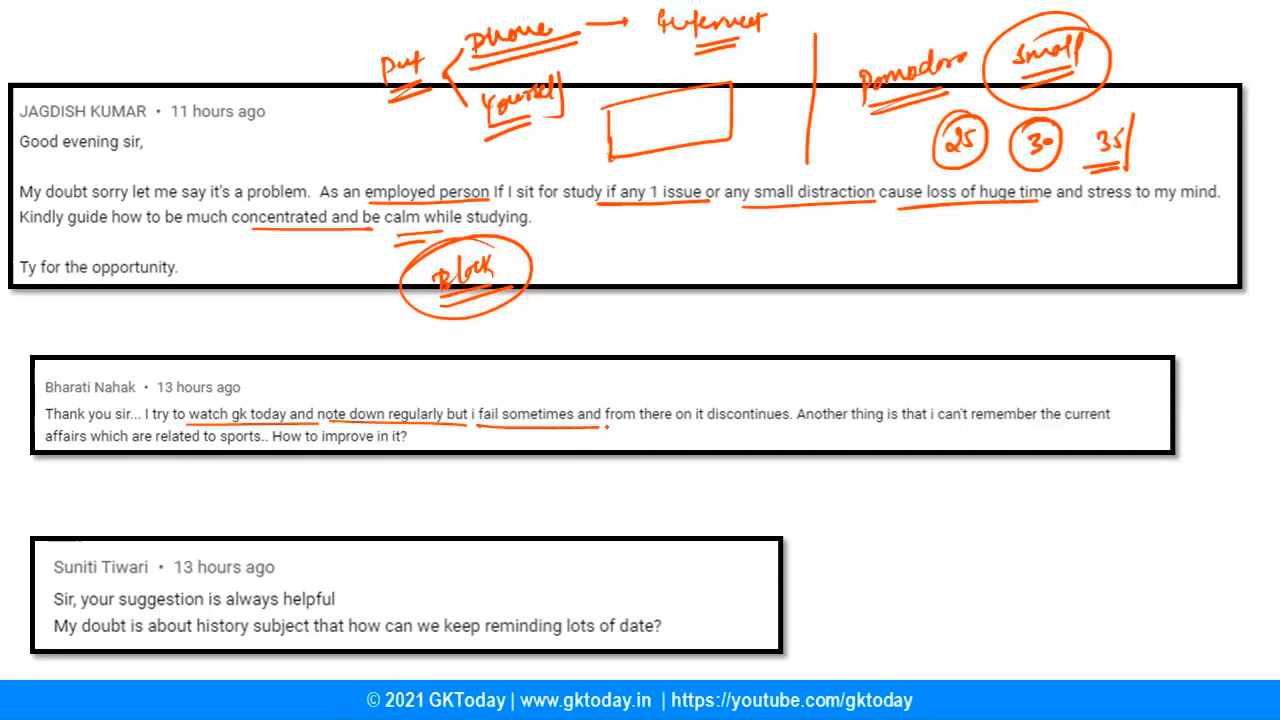 Put
Phone
Internet
Yourself
Pomodoro
Small
25
30
35
JAGDISH KUMAR • 11 hours ago
Good evening sir,
My doubt sorry let me say it's a problem.  As an employed person If I sit for study if any 1 issue or any small distraction cause loss of huge time and stress to my mind.
Kindly guide how to be much concentrated and be calm while studying.
Ty for the opportunity.
Block
Bharati Nahak • 13 hours ago
Thank you sir... I try to watch gk today and note down regularly but i fail sometimes and from there on it discontinues. Another thing is that i can't remember the current
affairs which are related to sports.. How to improve in it?
Suniti Tiwari • 13 hours ago
Sir, your suggestion is always helpful
My doubt is about history subject that how can we keep reminding lots of date?
© 2021 GKToday | www.gktoday.in | https://youtube.com/gktoday